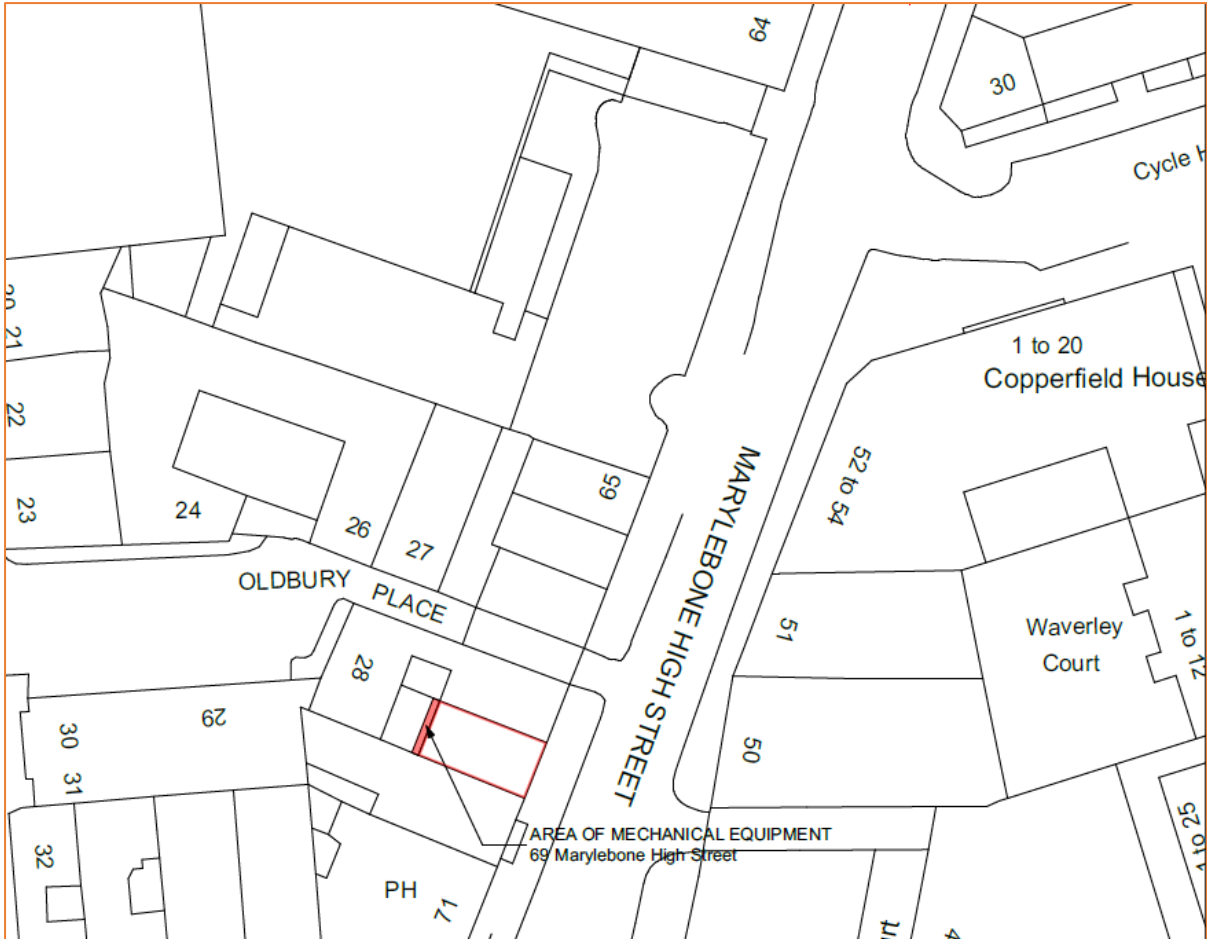 64
30
Cycle H
20
21
22
23
24
26
27
65
OLDBURY PLACE
MARYLEBONE HIGH STREET
1 to 20
Copperfield House
52 to 54
51
50
Waverley
Court
1 to 12
28
29
30
31
32
AREA OF MECHANICAL EQUIPMENT
69 Marylebone High Street
PH
71
1 to 25